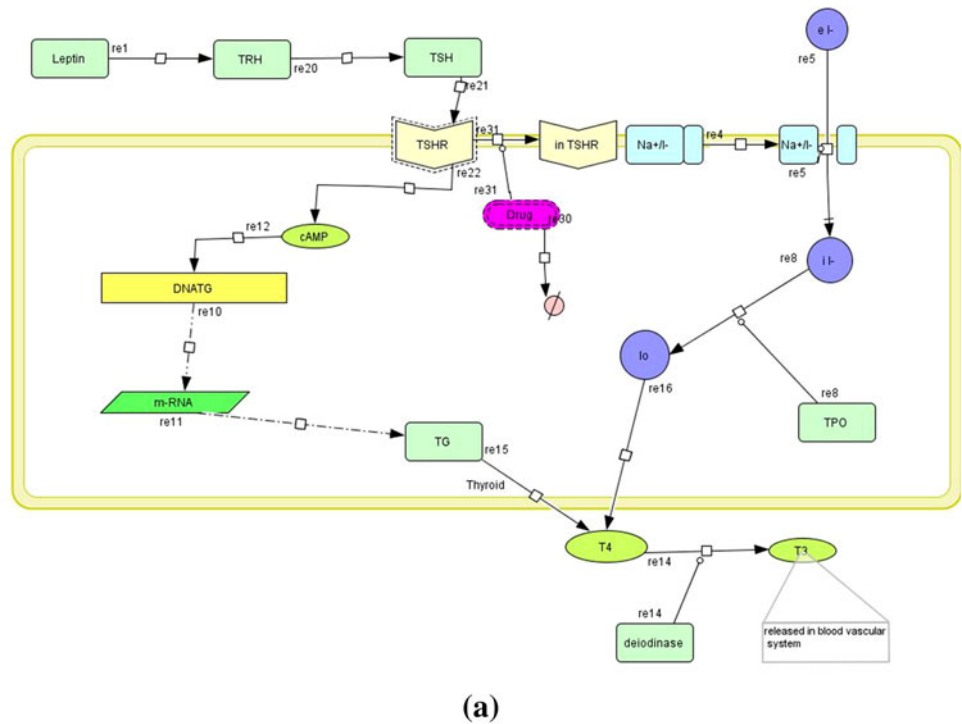 e I-
re5
Leptin
re1
TRH
re20
TSH
re21
TSHR
re31
in TSHR
Na+/I-
re4
Na+/I-
re5
re22
re31
Drug
re30
re12
cAMP
re8
i I-
DNATG
re10
Io
re16
m-RNA
re11
re8
TPO
TG
re15
Thyroid
T4
re14
T3
re14
deiodinase
released in blood vascular
system
(a)